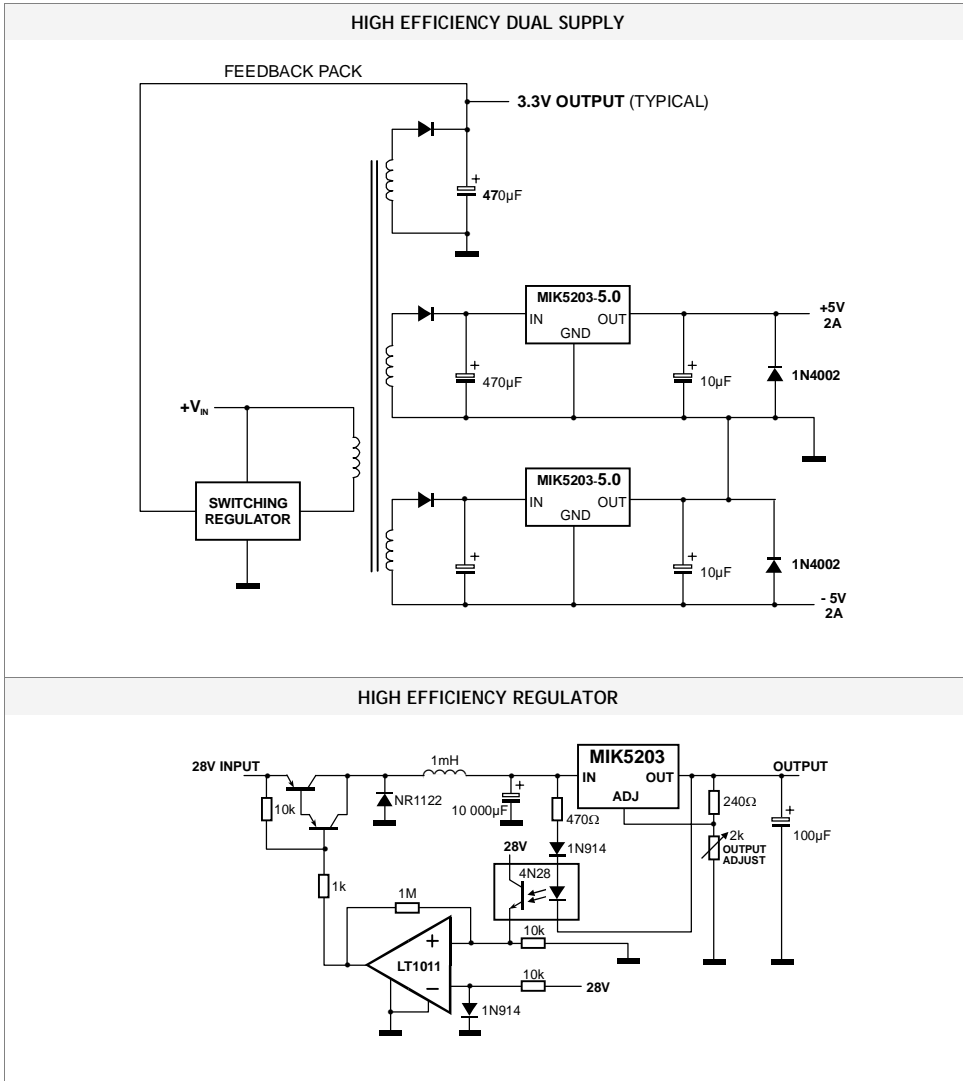 HIGH EFFICIENCY DUAL SUPPLY
FEEDBACK PACK
3.3V OUTPUT (TYPICAL)
+
470µF
MIK5203-5.0
IN OUT
GND
+5V
2A
+
470µF
+
10µF
1N4002
+VIN
SWITCHING
REGULATOR
MIK5203-5.0
IN OUT
GND
+
+
10µF
1N4002
- 5V
2A
HIGH EFFICIENCY REGULATOR
28V INPUT
1mH
MIK5203
IN OUT
ADJ
OUTPUT
10k
NR1122
+
10 000µF
470Ω
240Ω
+
100µF
1N914
2k
OUTPUT
ADJUST
28V
4N28
1k
1M
+
10k
LT1011
−
10k
28V
1N914